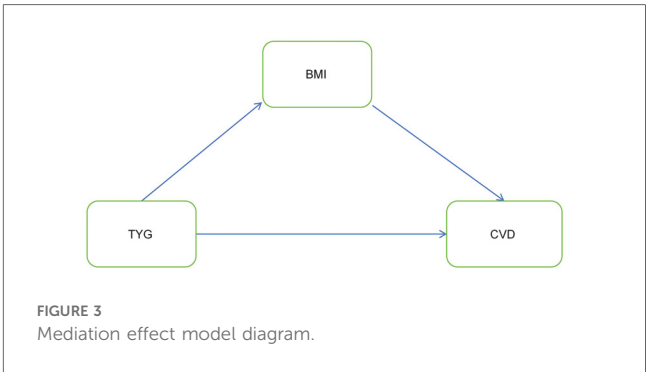 BMI
TYG
CVD
FIGURE 3
Mediation effect model diagram.